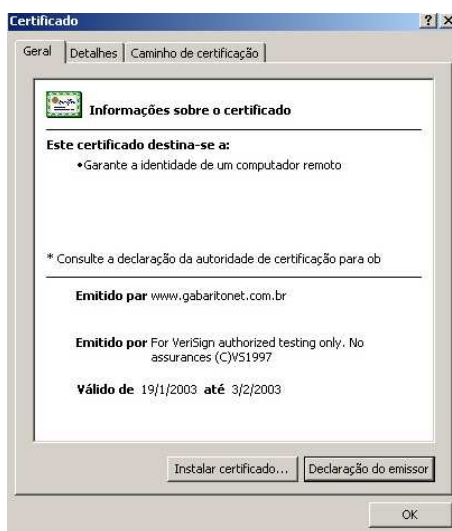 Certificado
Geral Detalhes Caminho de certificação
Informações sobre o certificado
Este certificado destina-se a:
•Garante a identidade de um computador remoto
* Consulte a declaração da autoridade de certificação para ob
Emitido par www.gabaritonet.com.br
Emitido por For VeriSign authorized testing only. No
assurances (C)VS1997
Válido de 19/1/2003 até 3/2/2003
Instalar certificado... Declaração do emissor
OK